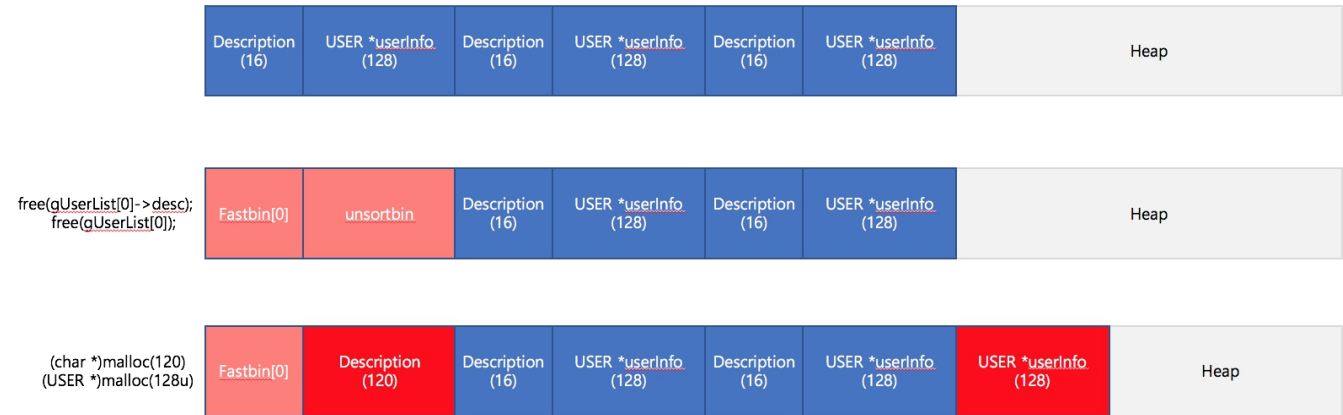 Description
(16)
USER *userInfo
(128)
Description
(16)
USER *userInfo
(128)
Description
(16)
USER *userInfo
(128)
Heap
free(gUserList[0]->desc);
free(gUserList[0]);
Fastbin[0]
unsortbin
Description
(16)
USER *userInfo
(128)
Description
(16)
USER *userInfo
(128)
Heap
(char *)malloc(120)
(USER *)malloc(128u)
Fastbin[0]
Description
(120)
Description
(16)
USER *userInfo
(128)
Description
(16)
USER *userInfo
(128)
USER *userInfo
(128)
Heap